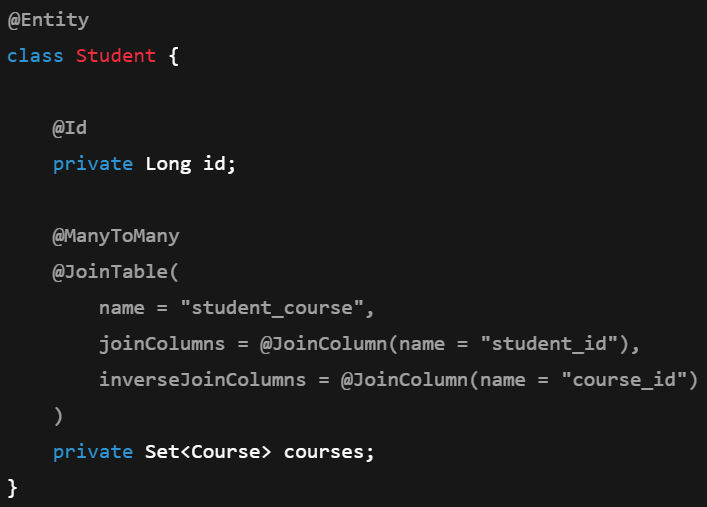 @Entity
class Student {
@Id
private Long id;
@ManyToMany
@JoinTable(
name = "student_course",
joinColumns = @JoinColumn(name = "student_id"),
inverseJoinColumns = @JoinColumn(name = "course_id")
)
private Set<Course> courses;
}